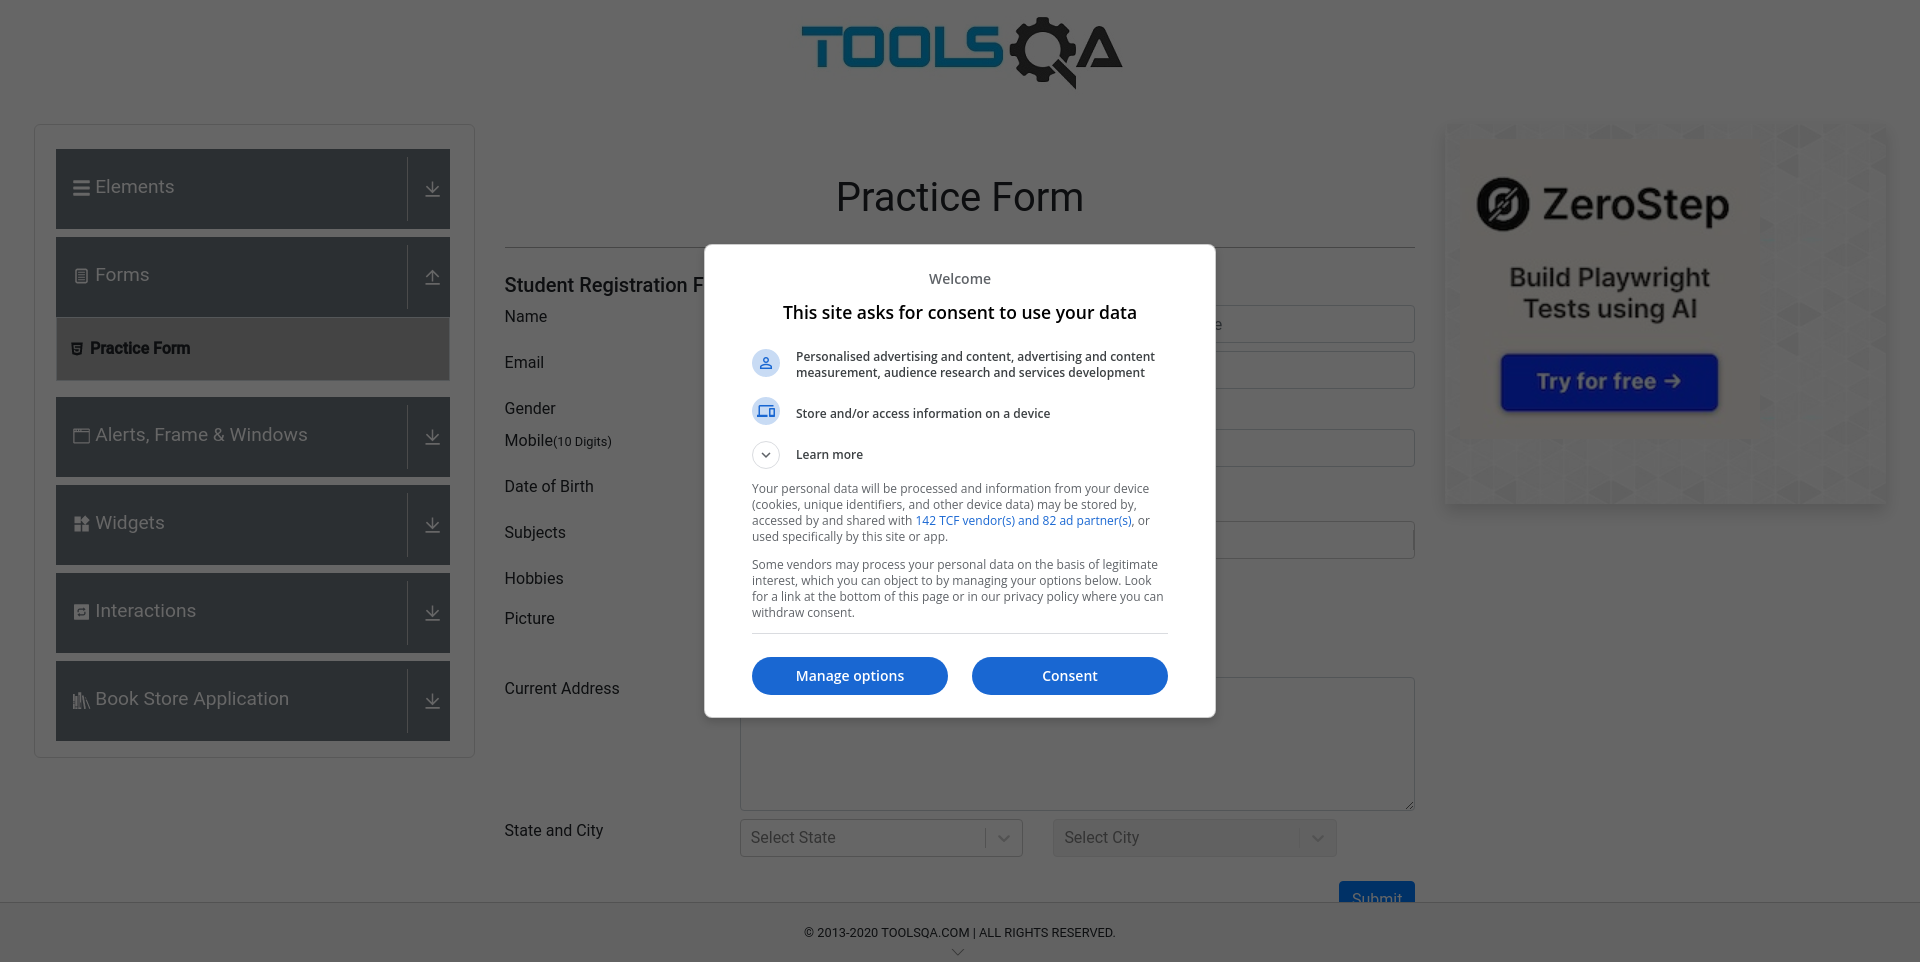 TOOLSQA
Elements
Forms
Practice Form
Alerts, Frame & Windows
Widgets
Interactions
Book Store Application
Practice Form
Student Registration F
Name
Email
Gender
Mobile(10 Digits)
Date of Birth
Subjects
Hobbies
Picture
Current Address
State and City
Select State
Select City
Submit
Welcome
This site asks for consent to use your data
Personalised advertising and content, advertising and content
measurement, audience research and services development
Store and/or access information on a device
Learn more
Your personal data will be processed and information from your device
(cookies, unique identifiers, and other device data) may be stored by,
accessed by and shared with 142 TCF vendor(s) and 82 ad partner(s), or
used specifically by this site or app.
Some vendors may process your personal data on the basis of legitimate
interest, which you can object to by managing your options below. Look
for a link at the bottom of this page or in our privacy policy where you can
withdraw consent.
Manage options
Consent
ZeroStep
Build Playwright
Tests using AI
Try for free →
© 2013-2020 TOOLSQA.COM | ALL RIGHTS RESERVED.